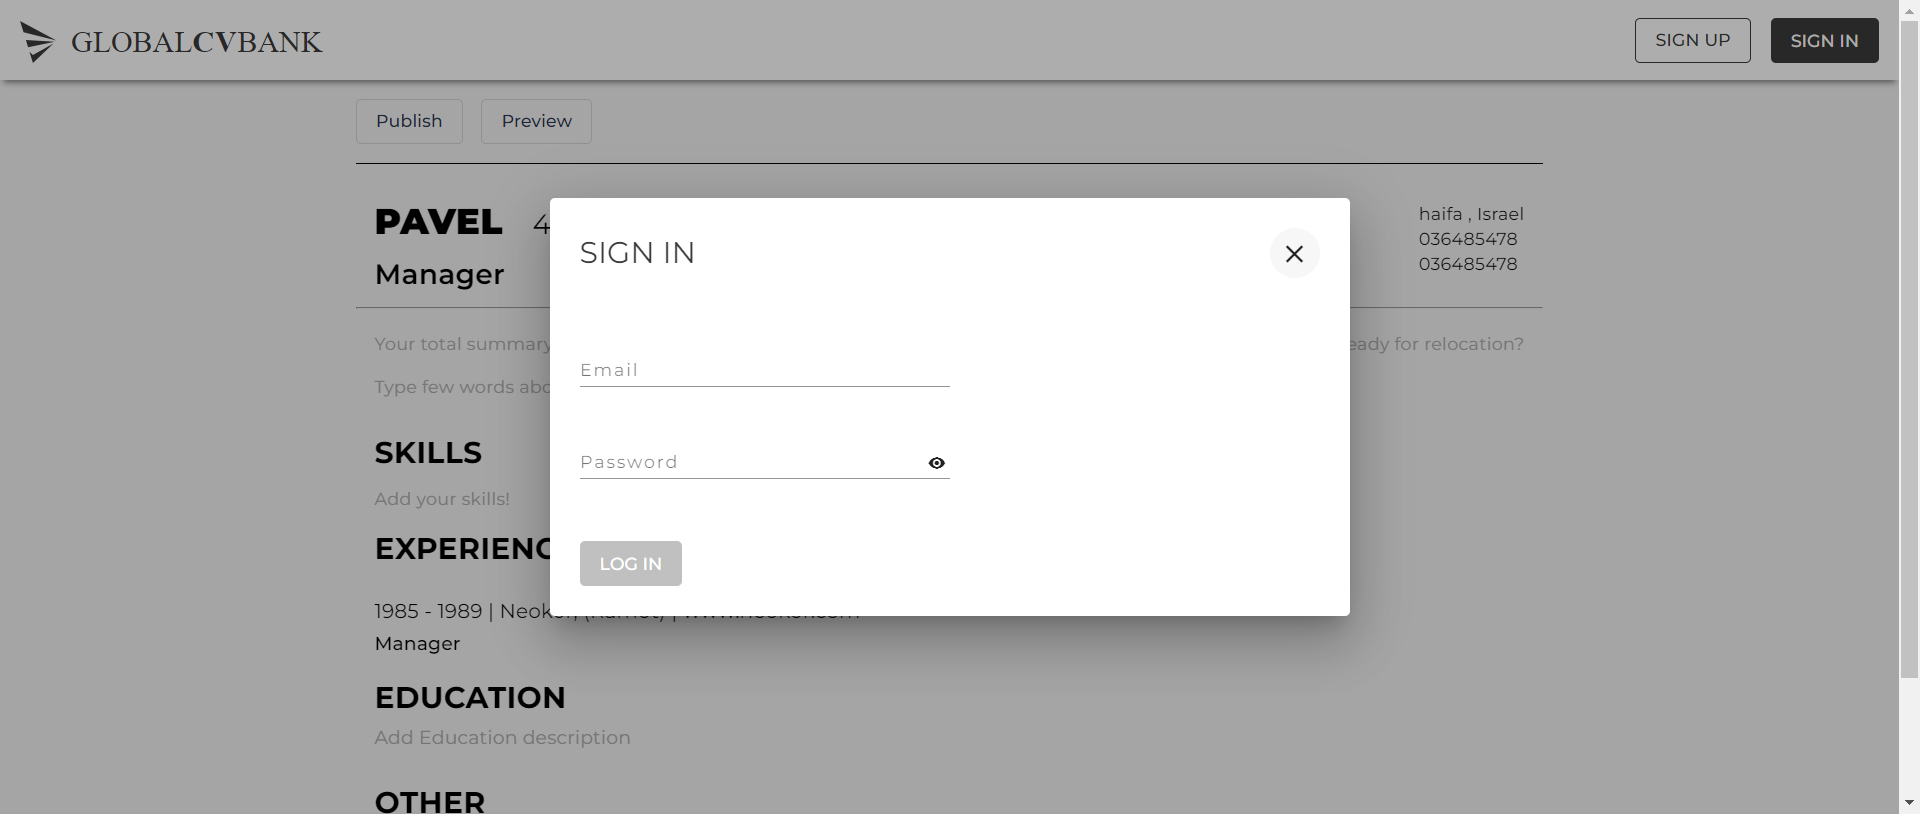 GLOBALCVBANK
SIGN UP
SIGN IN
Publish
Preview
PAVEL 4
Manager
haifa , Israel
036485478
036485478
SIGN IN
Your total summary
eady for relocation?
Type few words abo
Email
SKILLS
Password
Add your skills!
EXPERIENC
LOG IN
1985 - 1989 |
Manager
EDUCATION
Add Education description
OTHER